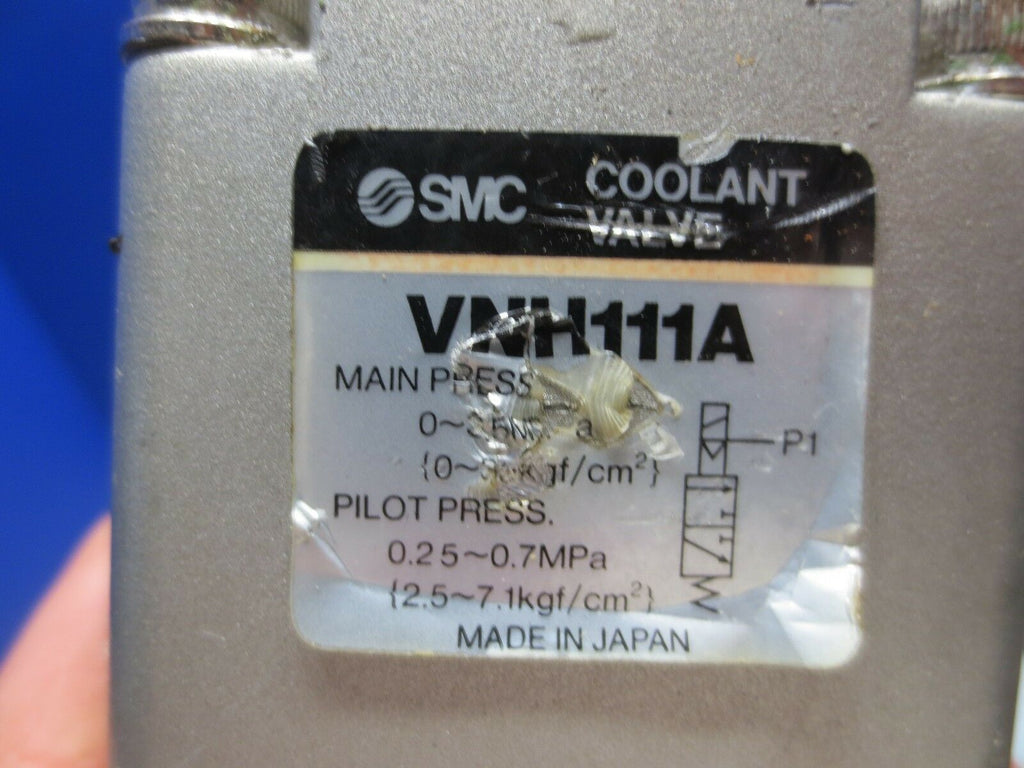 SMC
COOLANT
VALVE
VNH111A
MAIN PRESS
P1
PILOT PRESS.
0.25~0.7MPa
{2.5~7.1kgf/cm²}
MADE IN JAPAN